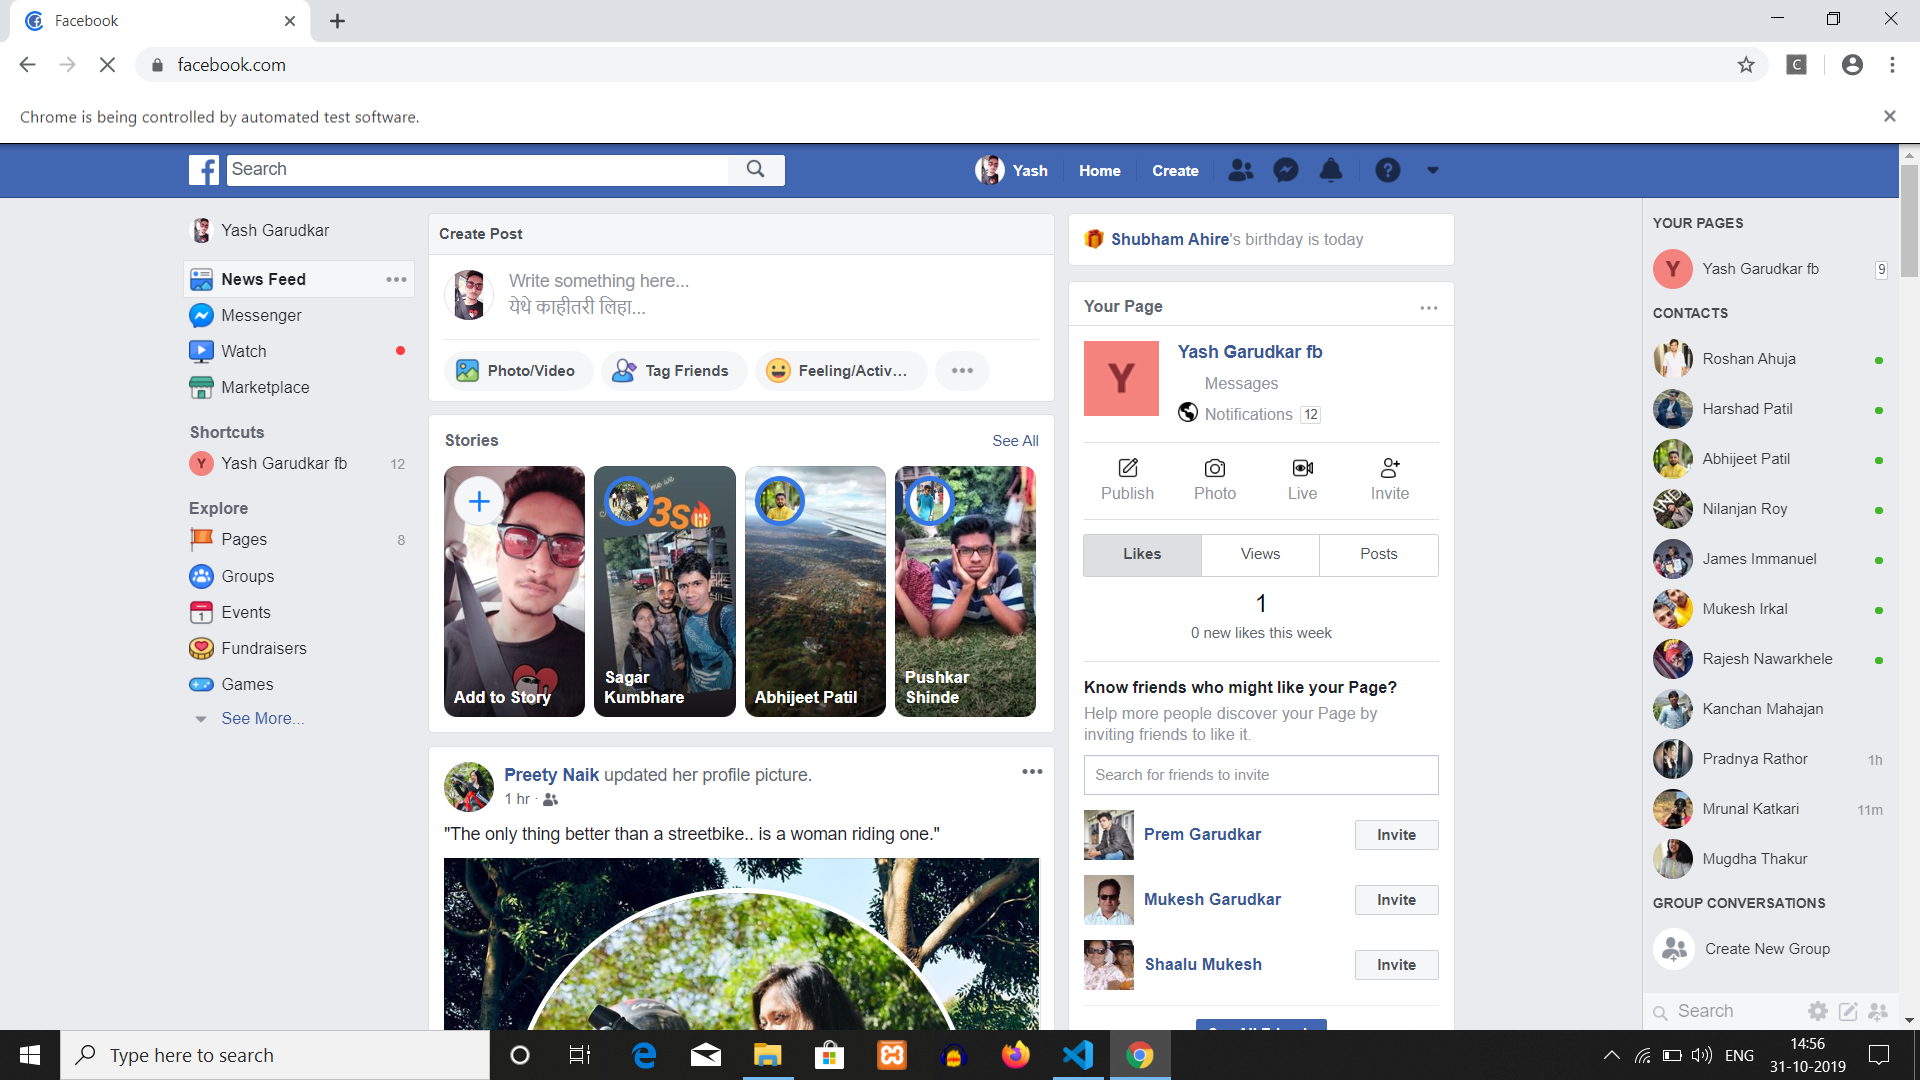 Facebook
facebook.com
C
Chrome is being controlled by automated test software.
Search
Yash
Home
Create
Yash Garudkar
News Feed
Messenger
Watch
Marketplace
Shortcuts
Y Yash Garudkar fb 12
Explore
Pages 8
Groups
1 Events
Fundraisers
Games
See More...
Create Post
Write something here...
येथे काहीतरी लिहा...
Photo/Video
Tag Friends
Feeling/Activ...
Stories
See All
Add to Story
3s
Sagar
Kumbhare
Abhijeet Patil
Pushkar
Shinde
Preety Naik updated her profile picture.
1 hr ·
"The only thing better than a streetbike.. is a woman riding one."
Shubham Ahire's birthday is today
Your Page
Y
Yash Garudkar fb
Messages
Notifications 12
Publish
Photo
Live
Invite
Likes
Views
Posts
1
0 new likes this week
Know friends who might like your Page?
Help more people discover your Page by
inviting friends to like it.
Search for friends to invite
Prem Garudkar Invite
Mukesh Garudkar Invite
Shaalu Mukesh Invite
YOUR PAGES
Y Yash Garudkar fb 9
CONTACTS
Roshan Ahuja
Harshad Patil
Abhijeet Patil
Nilanjan Roy
James Immanuel
Mukesh Irkal
Rajesh Nawarkhele
Kanchan Mahajan
Pradnya Rathor 1h
Mrunal Katkari 11m
Mugdha Thakur
GROUP CONVERSATIONS
Create New Group
Search
Type here to search
ENG
14:56
31-10-2019